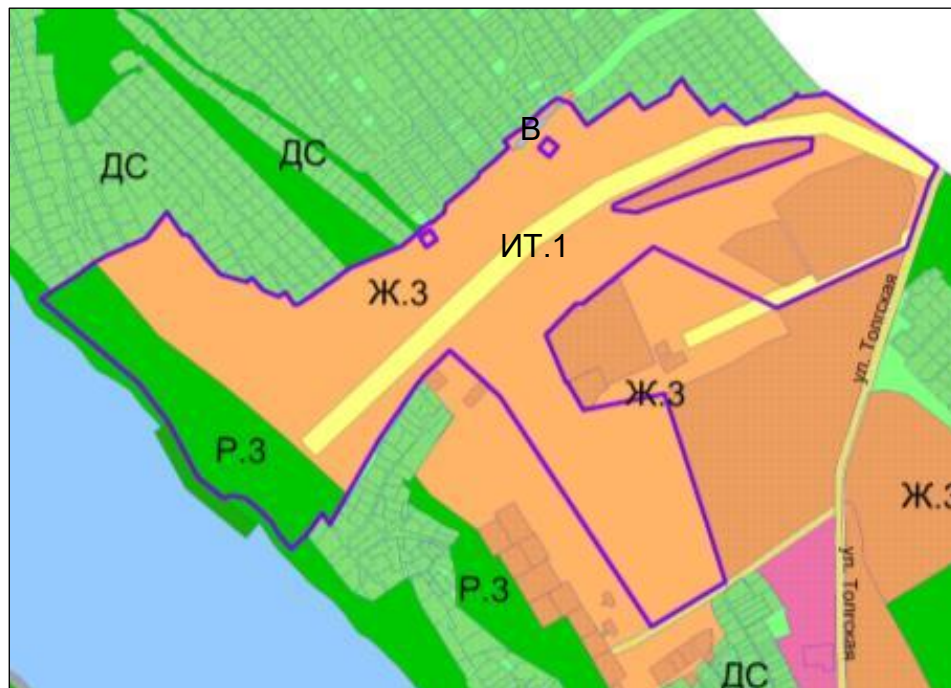 В
ДС
ДС
ИТ.1
Ж.3
ул. Толгская
Ж.3
Р.3
Ж.3
ул. Толгская
Р.3
ДС